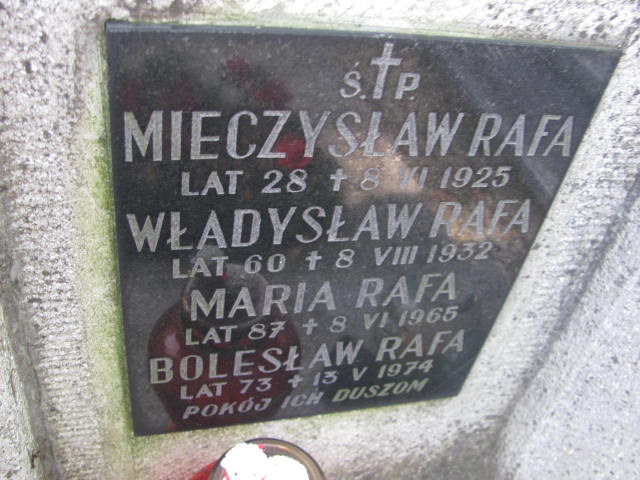 Ś. † P.
MIECZYSŁAW RAFA
LAT 28 † 8 VI 1925
WŁADYSŁAW RAFA
LAT 60 † 8 VIII 1932
MARIA RAFA
LAT 87 † 8 VI 1965
BOLESŁAW RAFA
LAT 73 † 13 V 1974
POKÓJ ICH DUSZOM